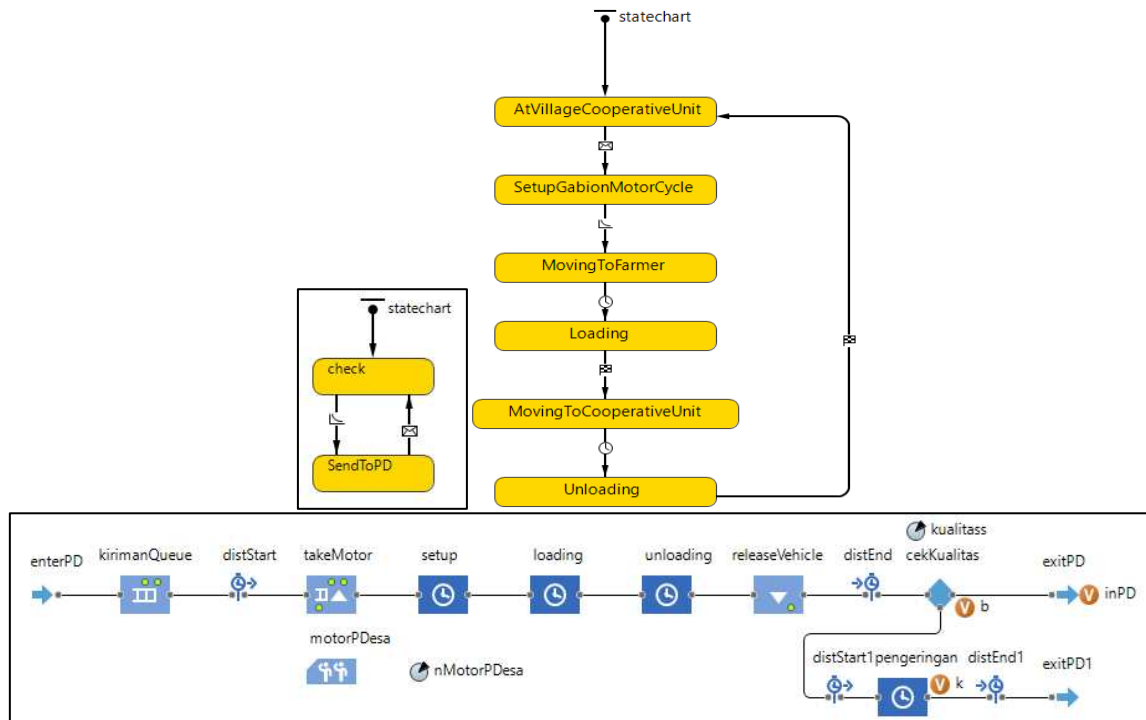 statechart
AtVillageCooperativeUnit
SetupGabionMotorCycle
MovingToFarmer
Loading
MovingToCooperativeUnit
Unloading
statechart
check
SendToPD
enterPD
kirimanQueue
distStart
takeMotor
setup
loading
unloading
releaseVehicle
distEnd
kualitass
cekKualitas
exitPD
V inPD
V b
motorPDesa
nMotorPDesa
distStart1 pengeringan distEnd1
exitPD1
V k